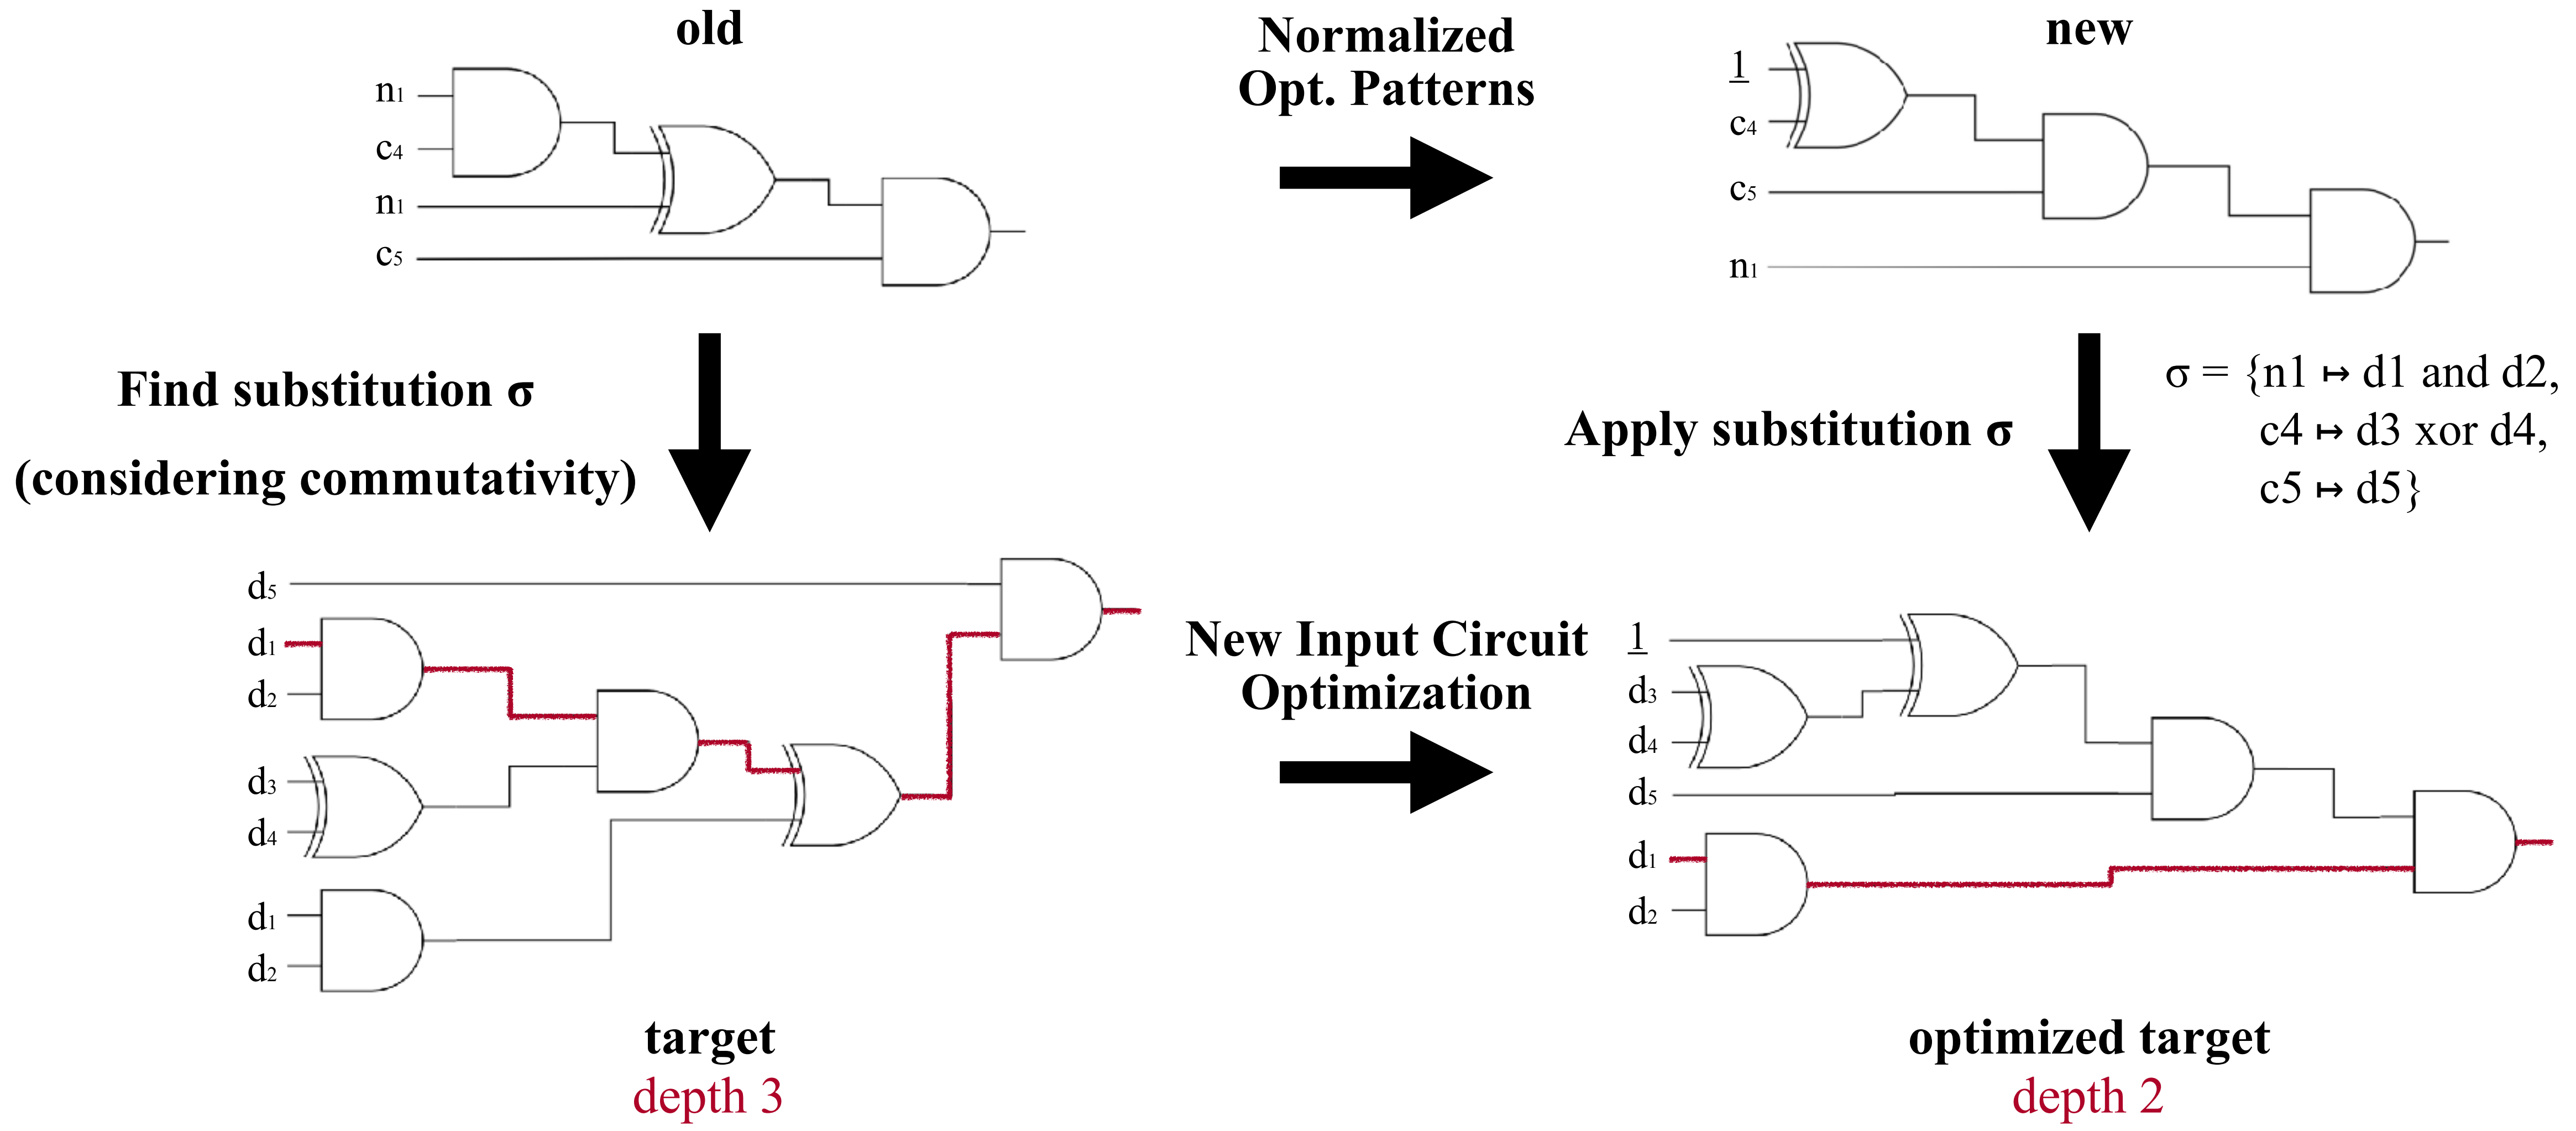 old
Normalized
Opt. Patterns
new
n1
c4
n1
c5
1
c4
c5
n1
Find substitution σ
(considering commutativity)
Apply substitution σ
σ = {n1 ↦ d1 and d2,
c4 ↦ d3 xor d4,
c5 ↦ d5}
d5
d1
d2
d3
d4
d1
d2
New Input Circuit
Optimization
1
d3
d4
d5
d1
d2
target
depth 3
optimized target
depth 2